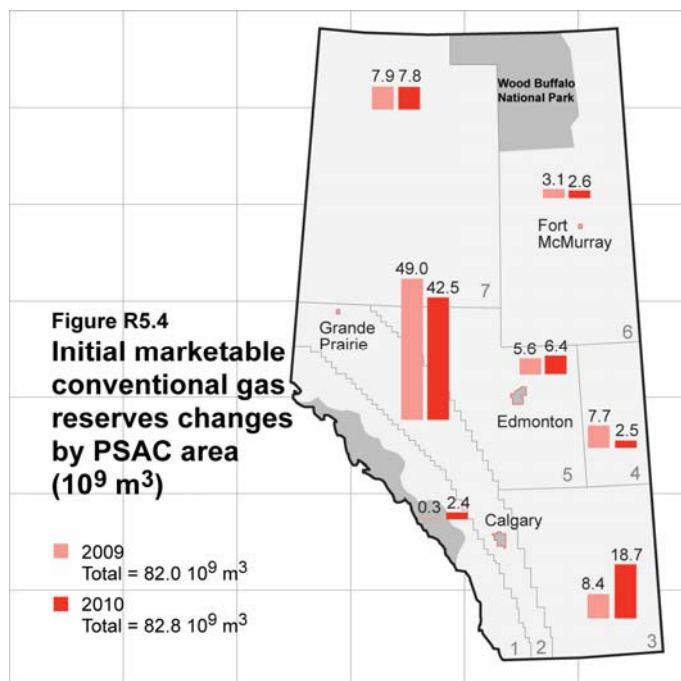 7.9 7.8
Wood Buffalo
National Park
3.1 2.6
Fort
McMurray
49.0
42.5
7
Figure R5.4
Initial marketable
conventional gas
reserves changes
by PSAC area
(10⁹ m³)
Grande
Prairie
6
5.6 6.4
Edmonton
7.7
2.5
5
4
0.3 2.4
Calgary
2009
Total = 82.0 10⁹ m³
2010
Total = 82.8 10⁹ m³
18.7
8.4
1 2
3